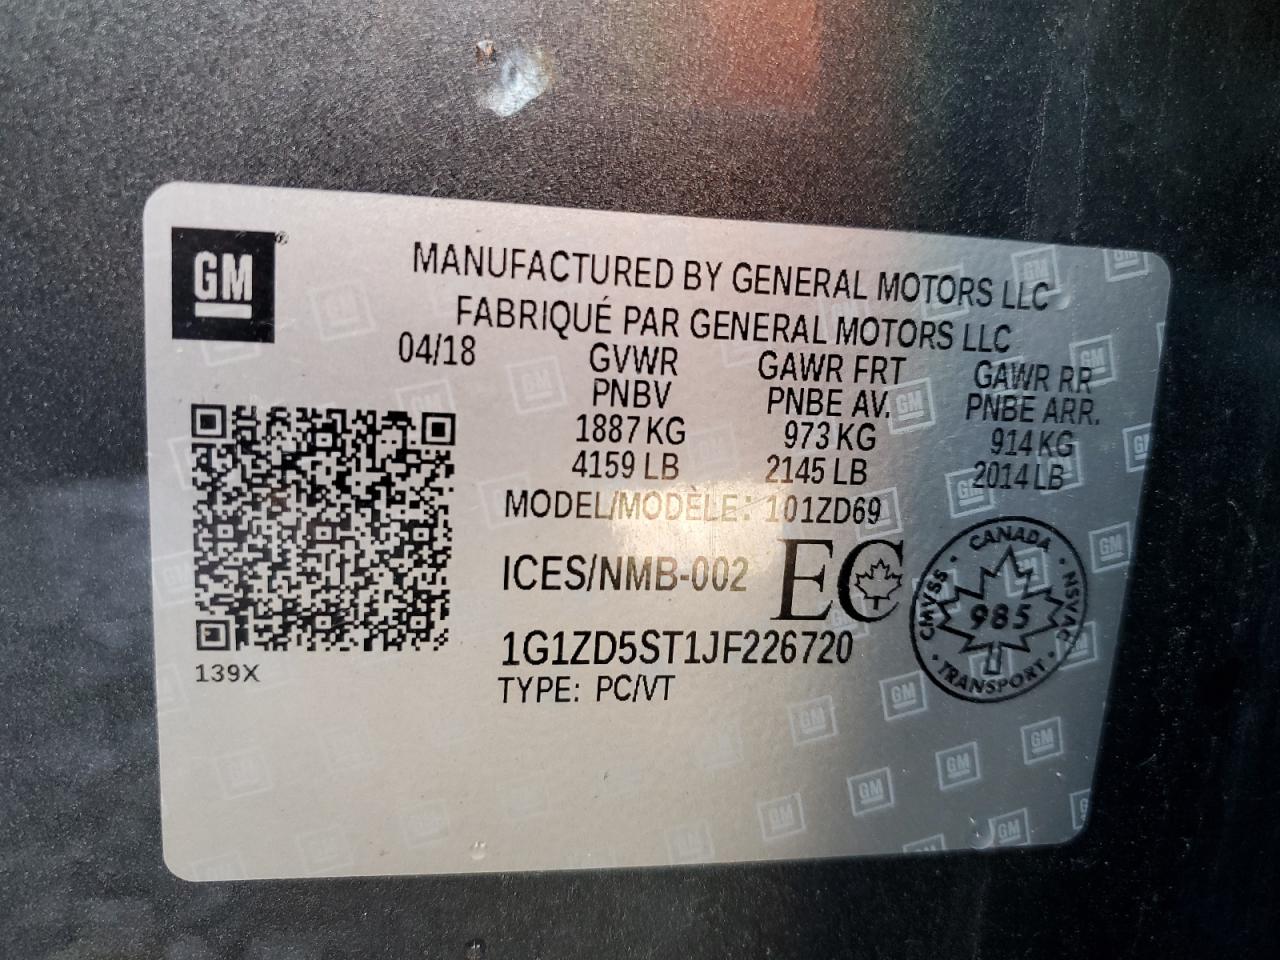 GM
MANUFACTURED BY GENERAL MOTORS LLC
FABRIQUÉ PAR GENERAL MOTORS LLC
04/18
GVWR GAWR FRT GAWR RR
PNBV PNBE AV. PNBE ARR.
1887 KG 973 KG 914 KG
4159 LB 2145 LB 2014 LB
MODEL/MODÈLE: 101ZD69
ICES/NMB-002 EC
CANADA
CMVSS 985 NSVAC
TRANSPORT
1G1ZD5ST1JF226720
TYPE: PC/VT
139X